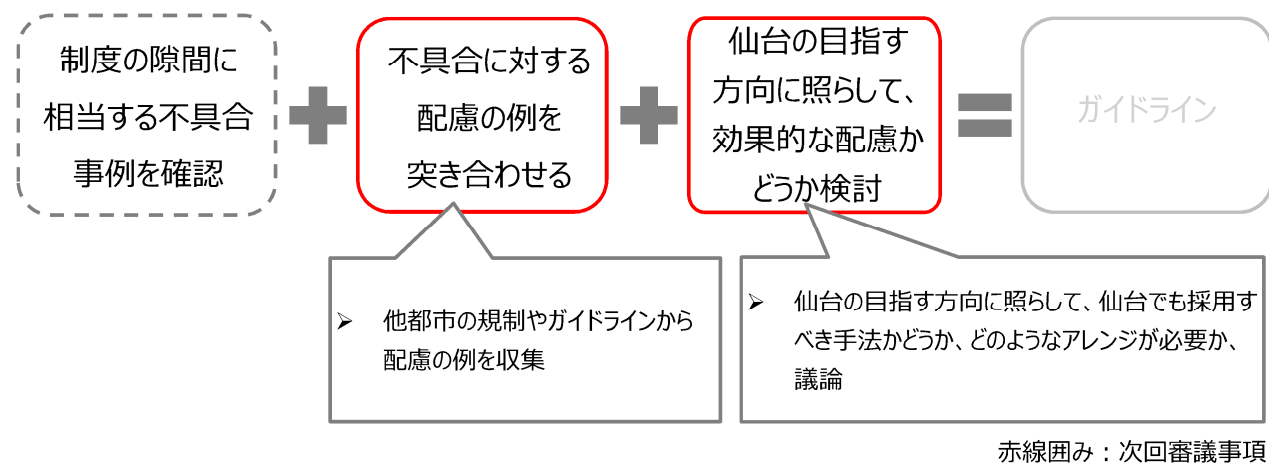 制度の隙間に
相当する不具合
事例を確認
不具合に対する
配慮の例を
突き合わせる
仙台の目指す
方向に照らして、
効果的な配慮か
どうか検討
ガイドライン
➢ 他都市の規制やガイドラインから
配慮の例を収集
➢ 仙台の目指す方向に照らして、仙台でも採用す
べき手法かどうか、どのようなアレンジが必要か、
議論
赤線囲み：次回審議事項